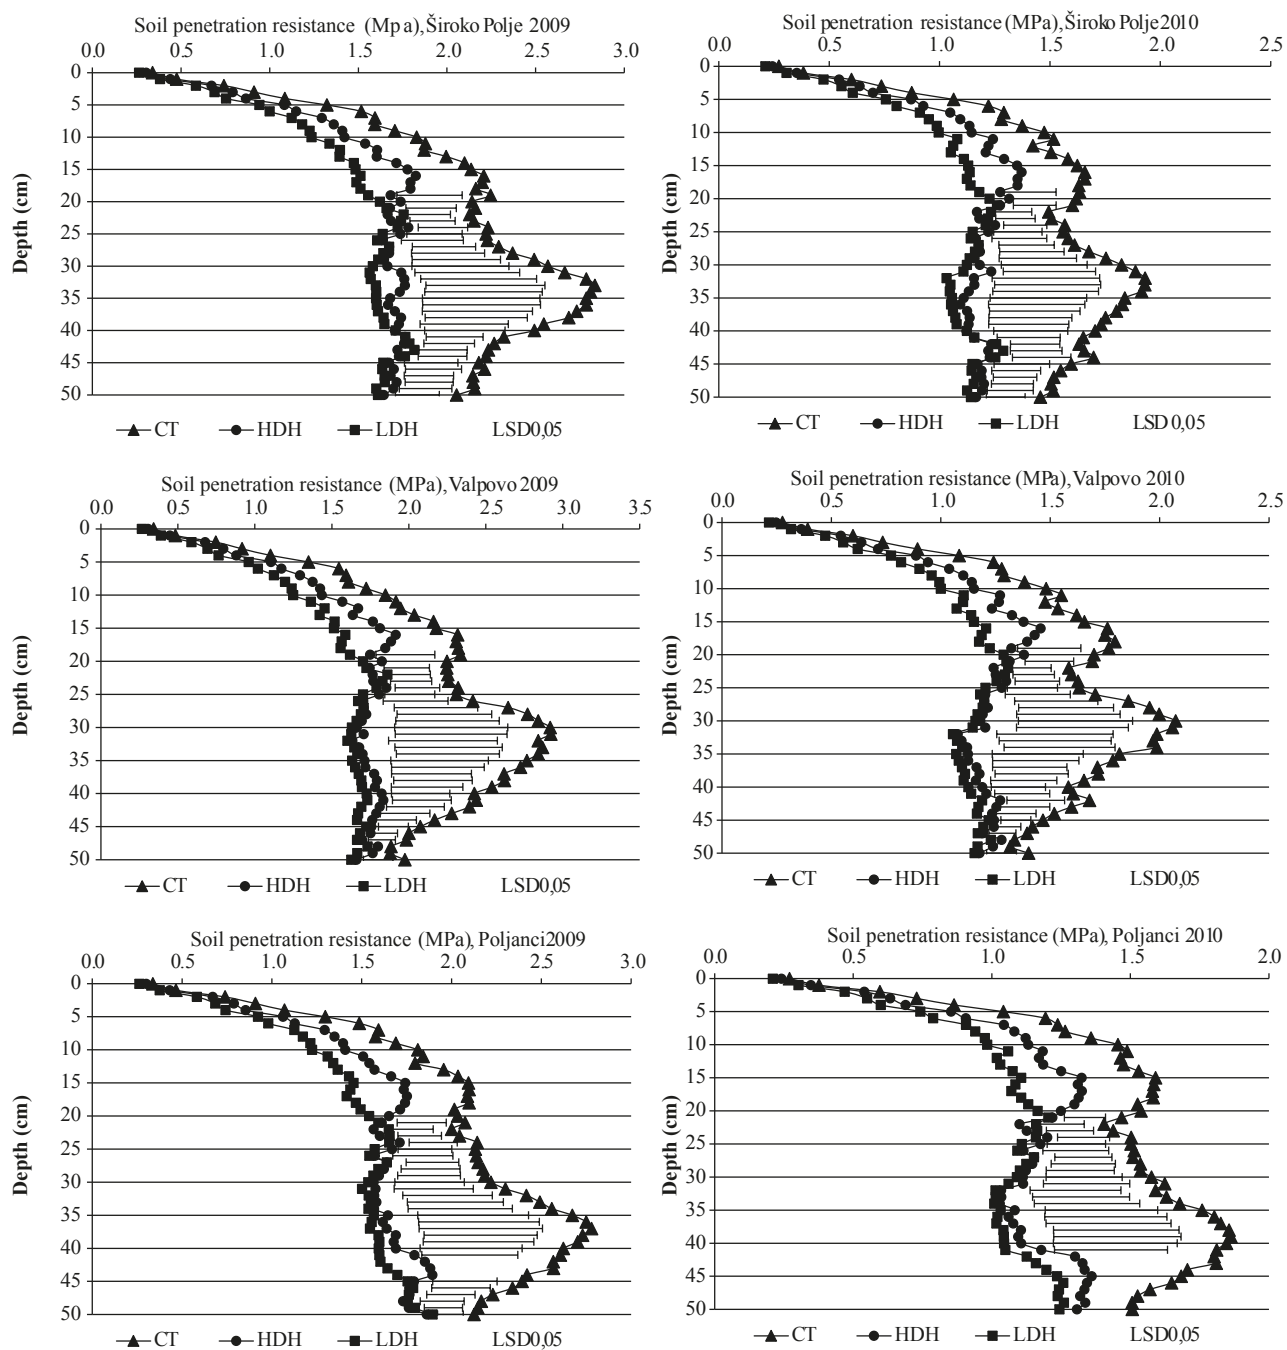 Soil penetration resistance (Mpa), Široko Polje 2009
0.0 0.5 1.0 1.5 2.0 2.5 3.0
0
5
10
15
20
25
30
35
40
45
50
Depth (cm)
CT HDH LDH LSD0,05
Soil penetration resistance (MPa), Široko Polje 2010
0.0 0.5 1.0 1.5 2.0 2.5
0
5
10
15
20
25
30
35
40
45
50
Depth (cm)
CT HDH LDH LSD0,05
Soil penetration resistance (MPa), Valpovo 2009
0.0 0.5 1.0 1.5 2.0 2.5 3.0 3.5
0
5
10
15
20
25
30
35
40
45
50
Depth (cm)
CT HDH LDH LSD0,05
Soil penetration resistance (MPa), Valpovo 2010
0.0 0.5 1.0 1.5 2.0 2.5
0
5
10
15
20
25
30
35
40
45
50
Depth (cm)
CT HDH LDH LSD0,05
Soil penetration resistance (MPa), Poljanci 2009
0.0 0.5 1.0 1.5 2.0 2.5 3.0
0
5
10
15
20
25
30
35
40
45
50
Depth (cm)
CT HDH LDH LSD0,05
Soil penetration resistance (MPa), Poljanci 2010
0.0 0.5 1.0 1.5 2.0
0
5
10
15
20
25
30
35
40
45
50
Depth (cm)
CT HDH LDH LSD0,05